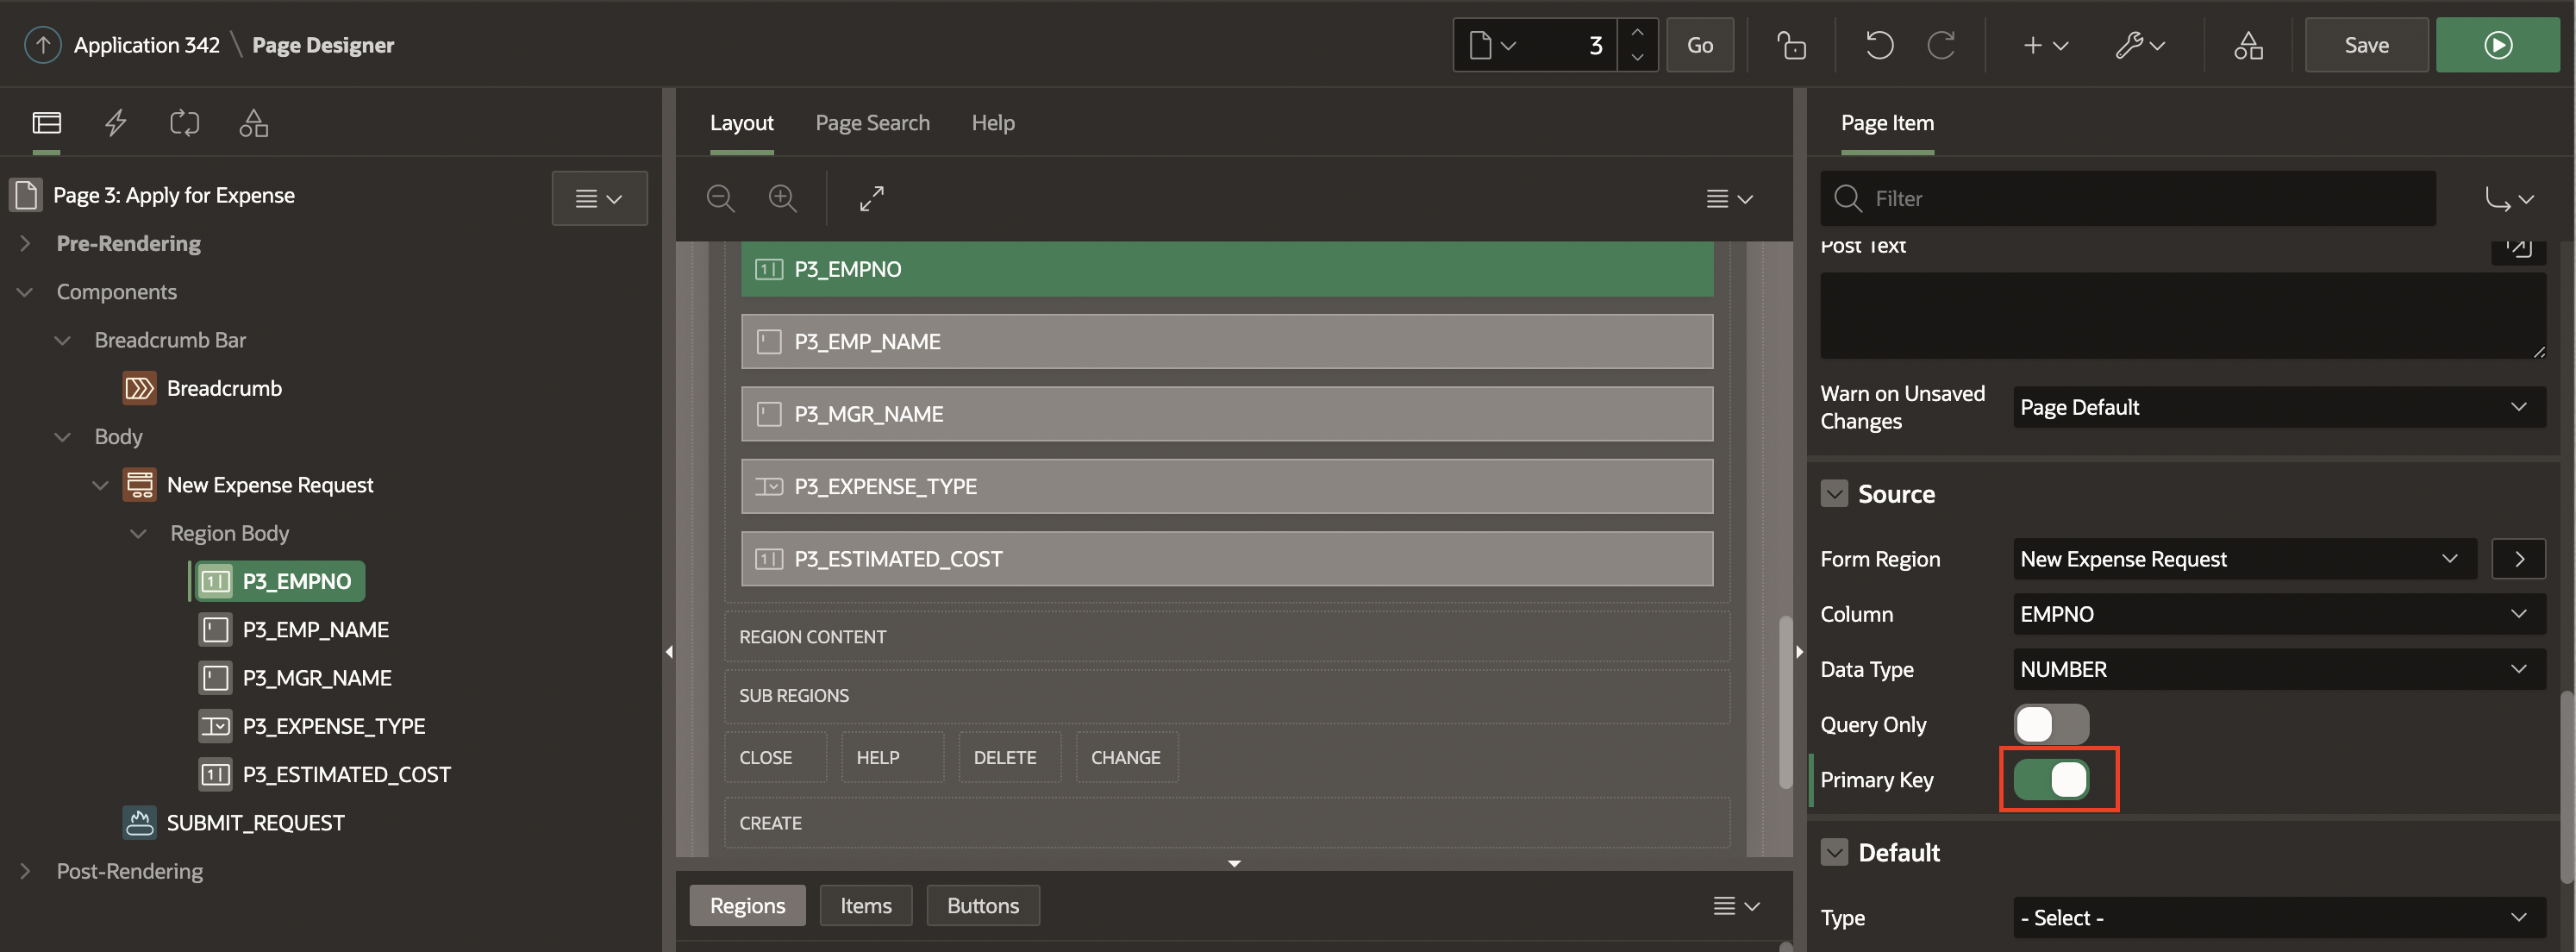 Application 342 \ Page Designer
3
Go
Save
Page 3: Apply for Expense
Pre-Rendering
Components
Breadcrumb Bar
Breadcrumb
Body
New Expense Request
Region Body
P3_EMPNO
P3_EMP_NAME
P3_MGR_NAME
P3_EXPENSE_TYPE
P3_ESTIMATED_COST
SUBMIT_REQUEST
Post-Rendering
Layout
Page Search
Help
P3_EMPNO
P3_EMP_NAME
P3_MGR_NAME
P3_EXPENSE_TYPE
P3_ESTIMATED_COST
REGION CONTENT
SUB REGIONS
CLOSE
HELP
DELETE
CHANGE
CREATE
Regions
Items
Buttons
Page Item
Filter
Post Text
Warn on Unsaved
Changes
Page Default
Source
Form Region
New Expense Request
Column
EMPNO
Data Type
NUMBER
Query Only
Primary Key
Default
Type
- Select -